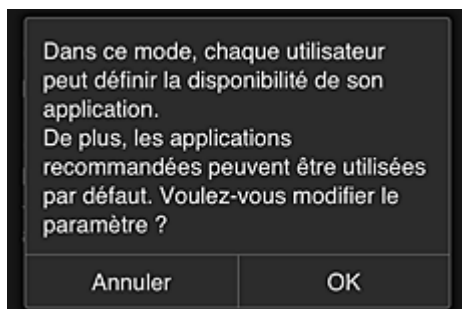 Dans ce mode, chaque utilisateur
peut définir la disponibilité de son
application.
De plus, les applications
recommandées peuvent être utilisées
par défaut. Voulez-vous modifier le
paramètre ?
Annuler OK